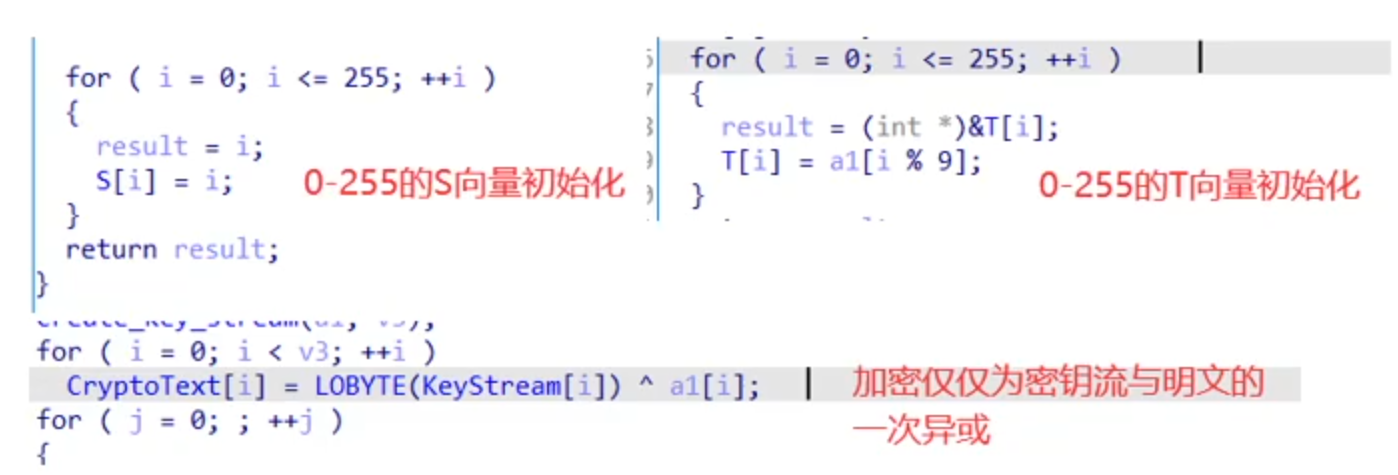 for ( i = 0; i <= 255; ++i )
{
result = i;
S[i] = i; 0-255的S向量初始化
}
return result;
}
for ( i = 0; i <= 255; ++i )
{
result = (int *)&T[i];
T[i] = a1[i % 9];
} 0-255的T向量初始化
for ( i = 0; i < v3; ++i )
CryptoText[i] = LOBYTE(KeyStream[i]) ^ a1[i]; 加密仅仅为密钥流与明文的
一次异或
for ( j = 0; ; ++j )
{